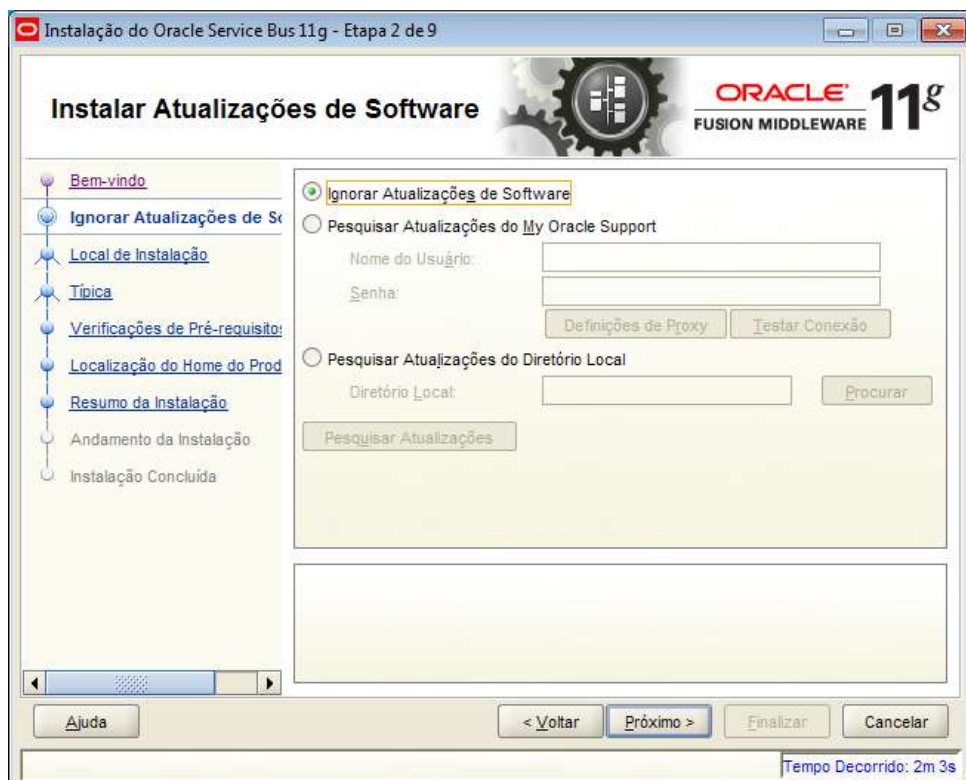 Instalação do Oracle Service Bus 11g - Etapa 2 de 9
Instalar Atualizações de Software
ORACLE
FUSION MIDDLEWARE
11g
Bem-vindo
Ignorar Atualizações de So
Local de Instalação
Típica
Verificações de Pré-requisitos
Localização do Home do Prod
Resumo da Instalação
Andamento da Instalação
Instalação Concluída
Ignorar Atualizações de Software
Pesquisar Atualizações do My Oracle Support
Nome do Usuário:
Senha:
Definições de Proxy
Testar Conexão
Pesquisar Atualizações do Diretório Local
Diretório Local:
Procurar
Pesquisar Atualizações
Ajuda
< Voltar
Próximo >
Finalizar
Cancelar
Tempo Decorrido: 2m 3s